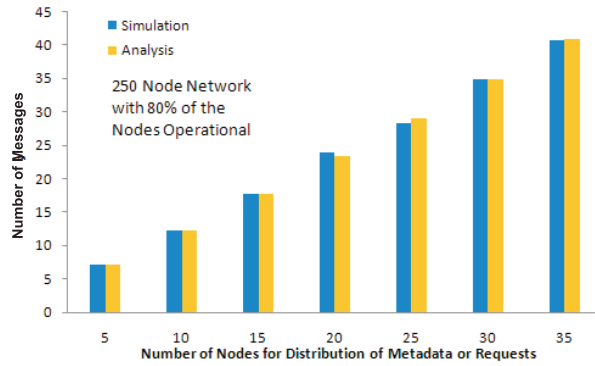 45
40
35
30
25
20
15
10
5
0
Number of Messages
Simulation
Analysis
250 Node Network
with 80% of the
Nodes Operational
5 10 15 20 25 30 35
Number of Nodes for Distribution of Metadata or Requests